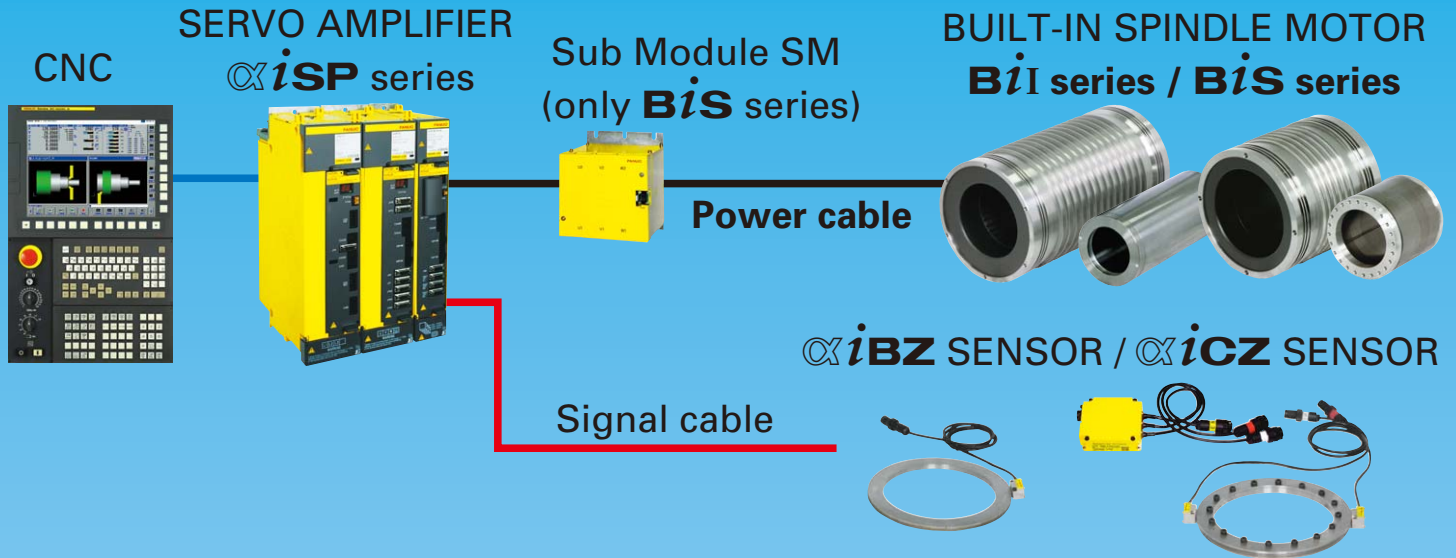 CNC
SERVO AMPLIFIER
αiSP series
Sub Module SM
(only BiS series)
BUILT-IN SPINDLE MOTOR
BiI series / BiS series
Power cable
αiBZ SENSOR / αiCZ SENSOR
Signal cable